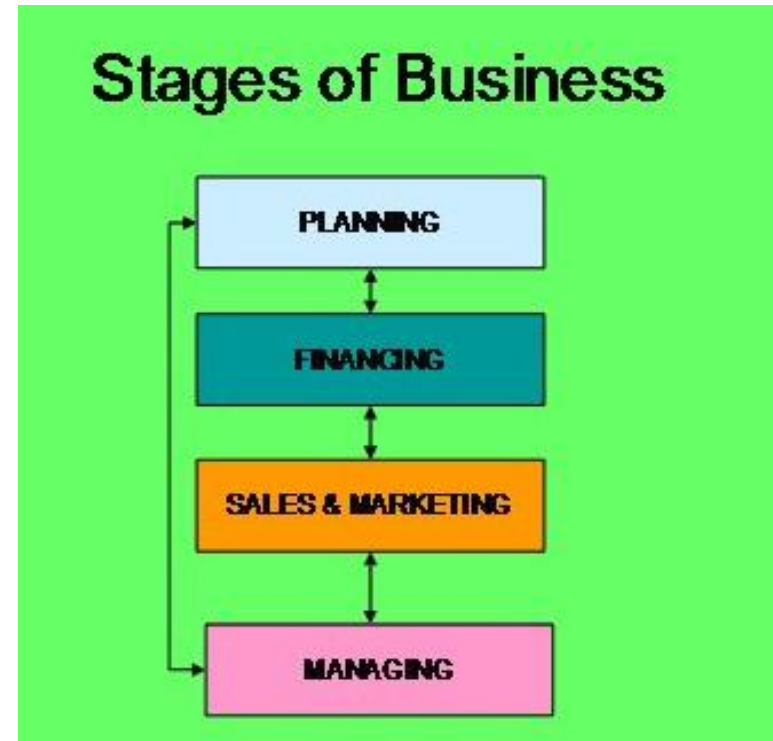 Stages of Business
PLANNING
FINANCING
SALES & MARKETING
MANAGING